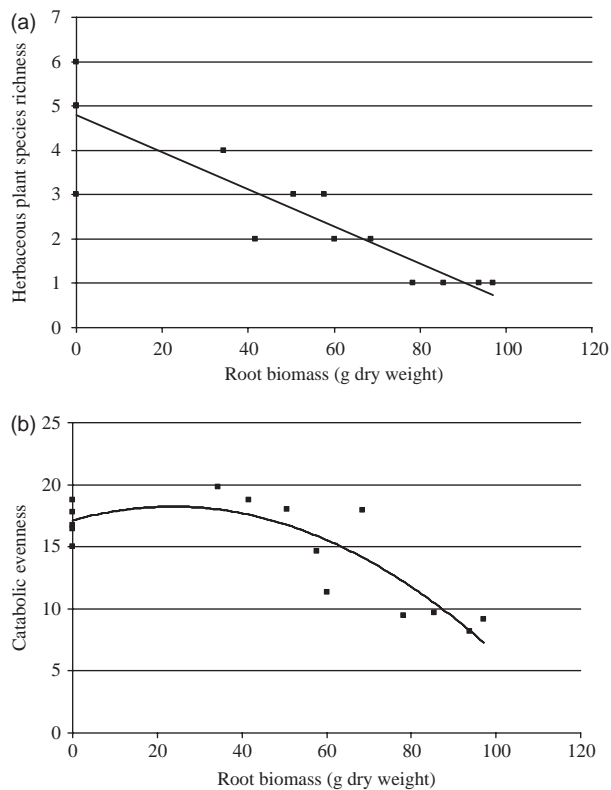 (a)
7
6
5
4
3
2
1
0
Herbaceous plant species richness
0 20 40 60 80 100 120
Root biomass (g dry weight)
(b)
25
20
15
10
5
0
Catabolic evenness
0 20 40 60 80 100 120
Root biomass (g dry weight)